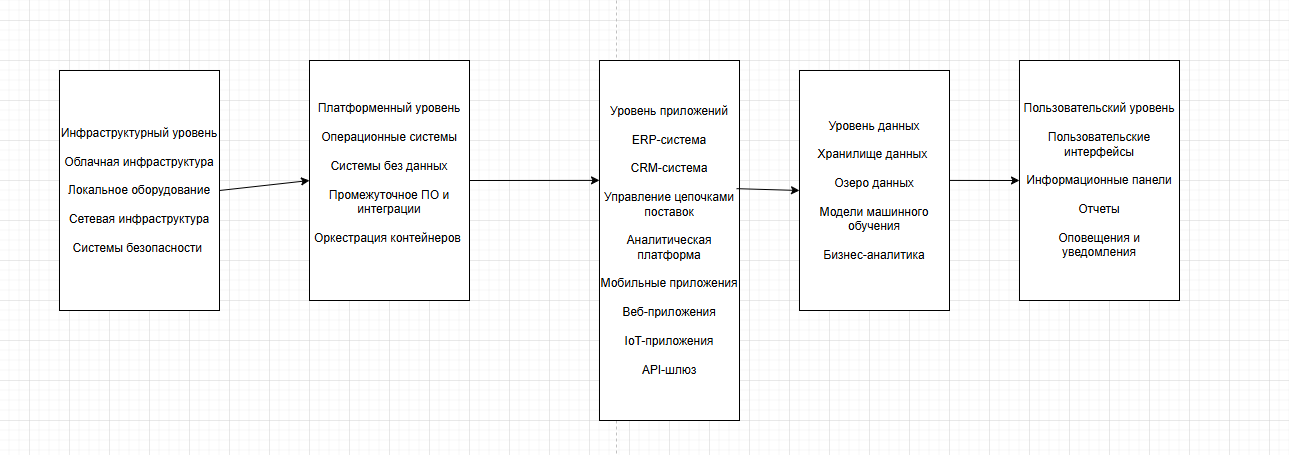 Инфраструктурный уровень
Облачная инфраструктура
Локальное оборудование
Сетевая инфраструктура
Системы безопасности
Платформенный уровень
Операционные системы
Системы без данных
Промежуточное ПО и
интеграции
Оркестрация контейнеров
Уровень приложений
ERP-система
CRM-система
Управление цепочками
поставок
Аналитическая
платформа
Мобильные приложения
Веб-приложения
IoT-приложения
API-шлюз
Уровень данных
Хранилище данных
Озеро данных
Модели машинного
обучения
Бизнес-аналитика
Пользовательский уровень
Пользовательские
интерфейсы
Информационные панели
Отчеты
Оповещения и
уведомления